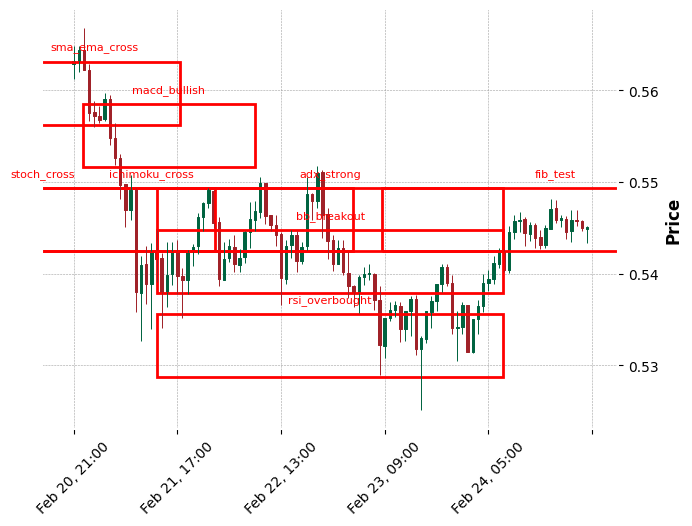 sma_ema_cross
macd_bullish
stoch_cross
ichimoku_cross
adx_strong
fib_test
bb_breakout
rsi_overbought
0.56
0.55
0.54
0.53
Price
Feb 20, 21:00
Feb 21, 17:00
Feb 22, 13:00
Feb 23, 09:00
Feb 24, 05:00